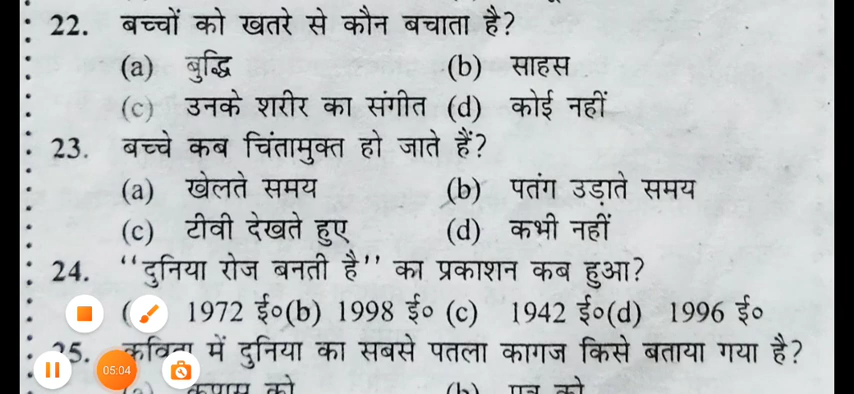 22. बच्चों को खतरे से कौन बचाता है?
(a) बुद्धि (b) साहस
(c) उनके शरीर का संगीत (d) कोई नहीं
23. बच्चे कब चिंतामुक्त हो जाते हैं?
(a) खेलते समय (b) पतंग उड़ाते समय
(c) टीवी देखते हुए (d) कभी नहीं
24. ‘‘दुनिया रोज बनती है’’ का प्रकाशन कब हुआ?
( 1972 ई०(b) 1998 ई० (c) 1942 ई०(d) 1996 ई०
25. कविता में दुनिया का सबसे पतला कागज किसे बताया गया है?
05:04